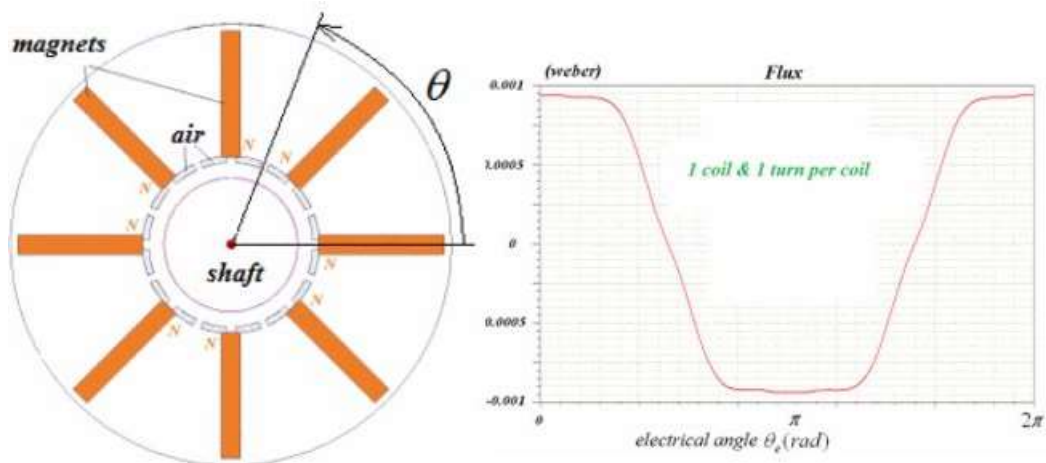 magnets
(weber)
Flux
0.001
θ
air
N
N
N
.0005
1 coil & 1 turn per coil
N
N
0
shaft
N
N
N
0.0005
-0.001
0
π
2π
electrical angle θe(rad)